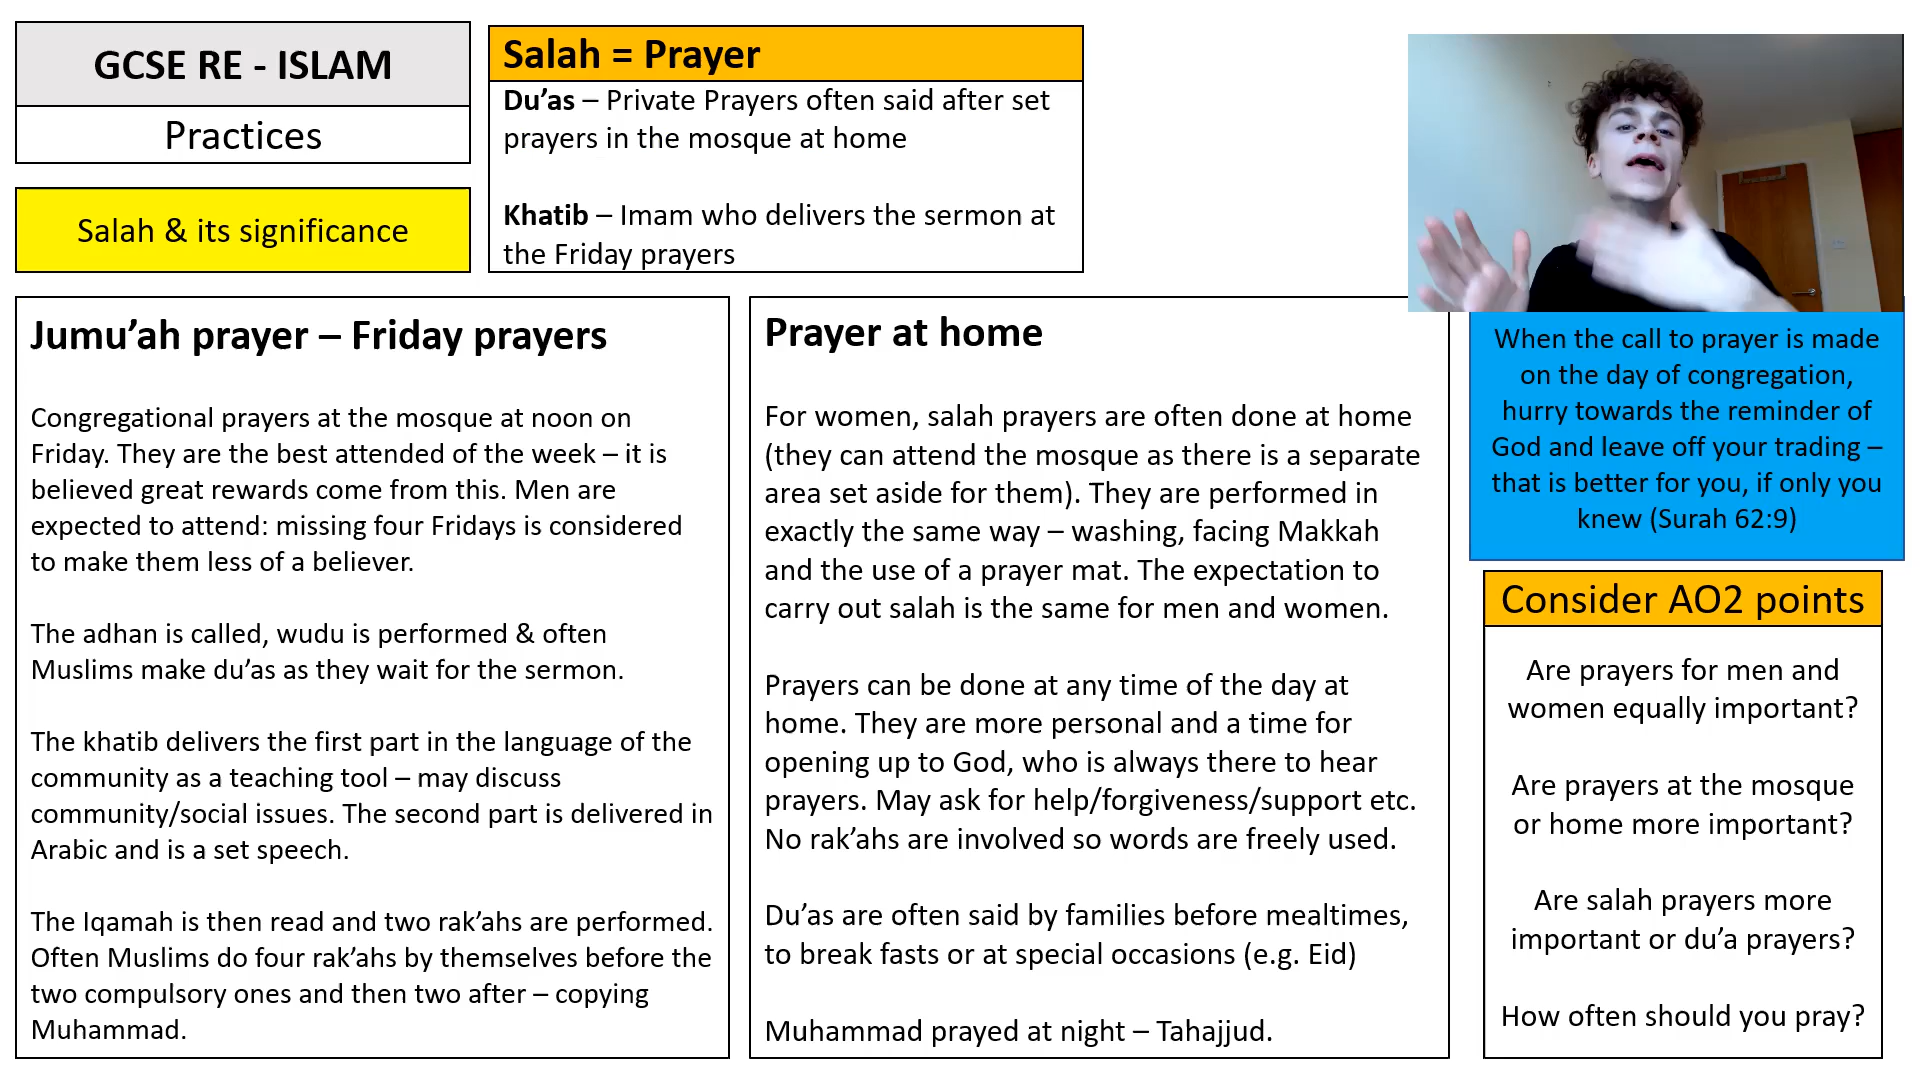 GCSE RE - ISLAM
Practices
Salah & its significance
Salah = Prayer
Du’as – Private Prayers often said after set
prayers in the mosque at home
Khatib – Imam who delivers the sermon at
the Friday prayers
Jumu’ah prayer – Friday prayers
Congregational prayers at the mosque at noon on
Friday. They are the best attended of the week – it is
believed great rewards come from this. Men are
expected to attend: missing four Fridays is considered
to make them less of a believer.
The adhan is called, wudu is performed & often
Muslims make du’as as they wait for the sermon.
The khatib delivers the first part in the language of the
community as a teaching tool – may discuss
community/social issues. The second part is delivered in
Arabic and is a set speech.
The Iqamah is then read and two rak’ahs are performed.
Often Muslims do four rak’ahs by themselves before the
two compulsory ones and then two after – copying
Muhammad.
Prayer at home
For women, salah prayers are often done at home
(they can attend the mosque as there is a separate
area set aside for them). They are performed in
exactly the same way – washing, facing Makkah
and the use of a prayer mat. The expectation to
carry out salah is the same for men and women.
Prayers can be done at any time of the day at
home. They are more personal and a time for
opening up to God, who is always there to hear
prayers. May ask for help/forgiveness/support etc.
No rak’ahs are involved so words are freely used.
Du’as are often said by families before mealtimes,
to break fasts or at special occasions (e.g. Eid)
Muhammad prayed at night – Tahajjud.
When the call to prayer is made
on the day of congregation,
hurry towards the reminder of
God and leave off your trading –
that is better for you, if only you
knew (Surah 62:9)
Consider AO2 points
Are prayers for men and
women equally important?
Are prayers at the mosque
or home more important?
Are salah prayers more
important or du’a prayers?
How often should you pray?